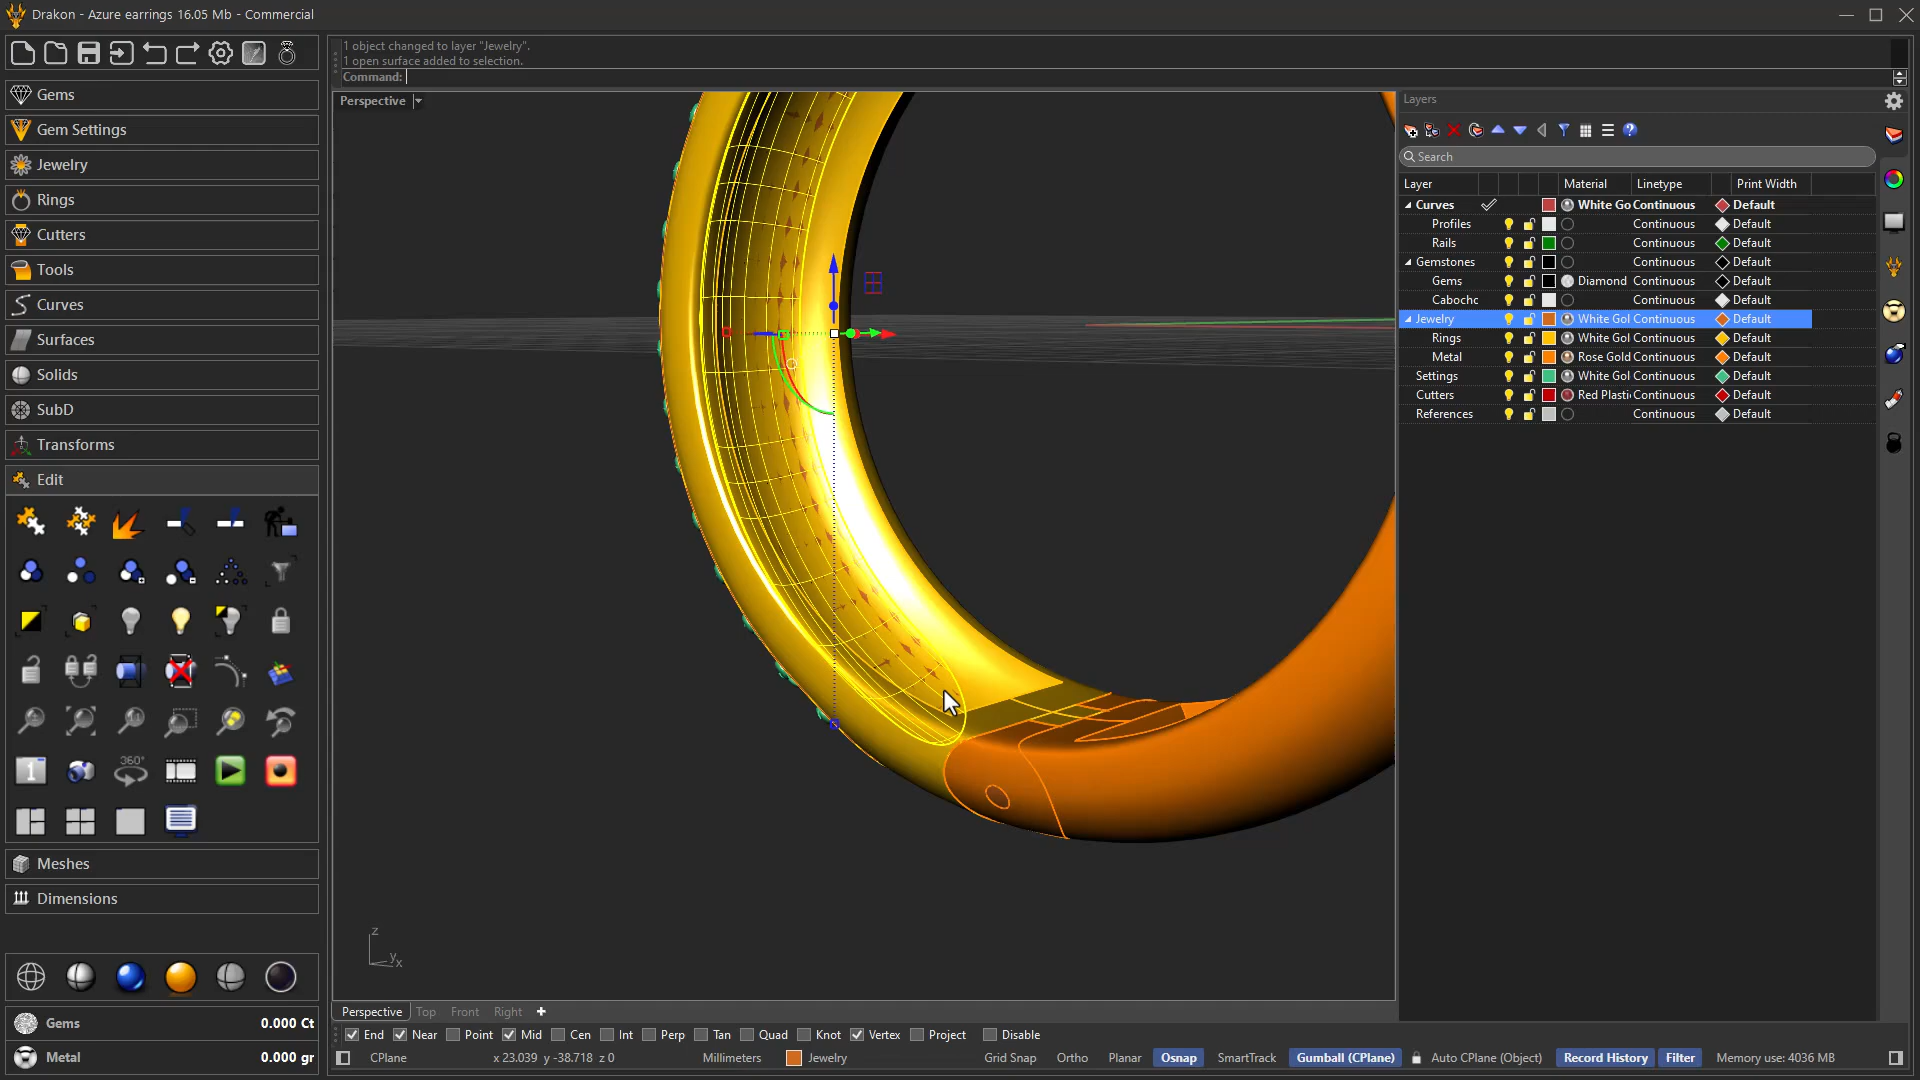 Drakon - Azure earrings 16.05 Mb - Commercial
1 object changed to layer "Jewelry".
1 open surface added to selection.
Command:
Gems
Gem Settings
Jewelry
Rings
Cutters
Tools
Curves
Surfaces
Solids
SubD
Transforms
Edit
1
360°
Meshes
Dimensions
Gems 0.000 Ct
Metal 0.000 gr
Perspective
z
y x
Perspective Top Front Right
End Near Point Mid Cen Int Perp Tan Quad Knot Vertex Project Disable
CPlane x 23.039 y -38.718 z 0 Millimeters Jewelry Grid Snap Ortho Planar Osnap SmartTrack Gumball (CPlane) Auto CPlane (Object) Record History Filter Memory use: 4036 MB
Layers
Search
Layer Material Linetype Print Width
Curves White Go Continuous Default
Profiles Continuous Default
Rails Continuous Default
Gemstones Continuous Default
Gems Diamond Continuous Default
Cabocho Continuous Default
Jewelry White Gol Continuous Default
Rings White Gol Continuous Default
Metal Rose Gold Continuous Default
Settings White Gol Continuous Default
Cutters Red Plasti Continuous Default
References Continuous Default